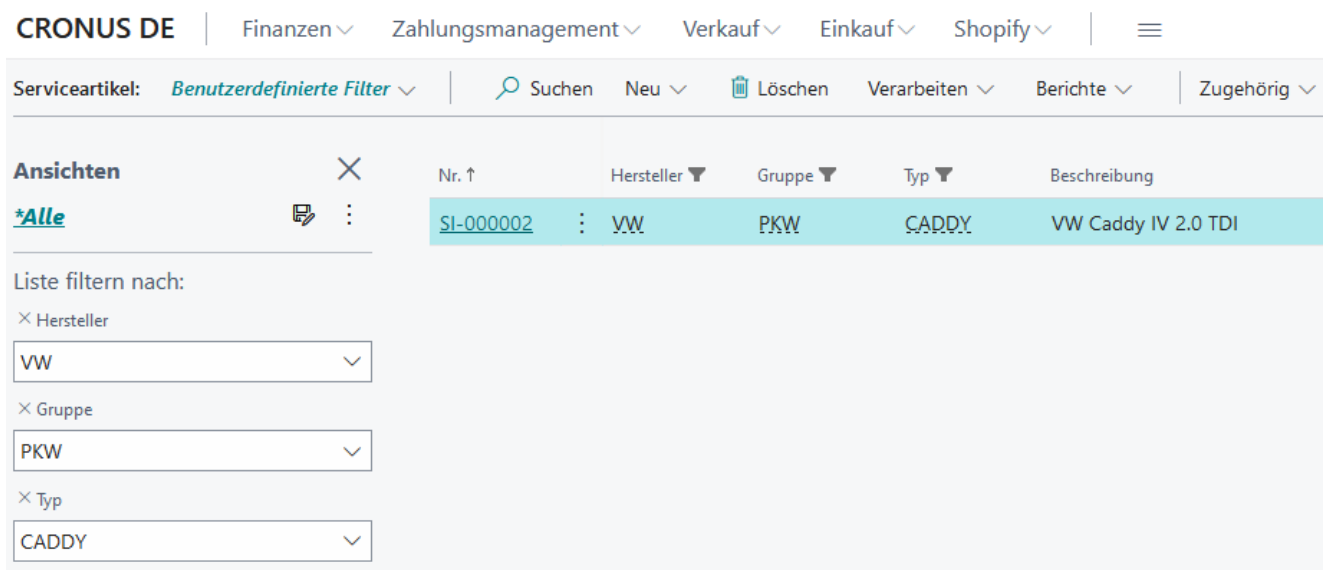 CRONUS DE Finanzen Zahlungsmanagement Verkauf Einkauf Shopify
Serviceartikel: Benutzerdefinierte Filter Suchen Neu Löschen Verarbeiten Berichte Zugehörig
Ansichten
*Alle
Liste filtern nach:
Hersteller
VW
Gruppe
PKW
Typ
CADDY
Nr. ↑ Hersteller Gruppe Typ Beschreibung
SI-000002 VW PKW CADDY VW Caddy IV 2.0 TDI